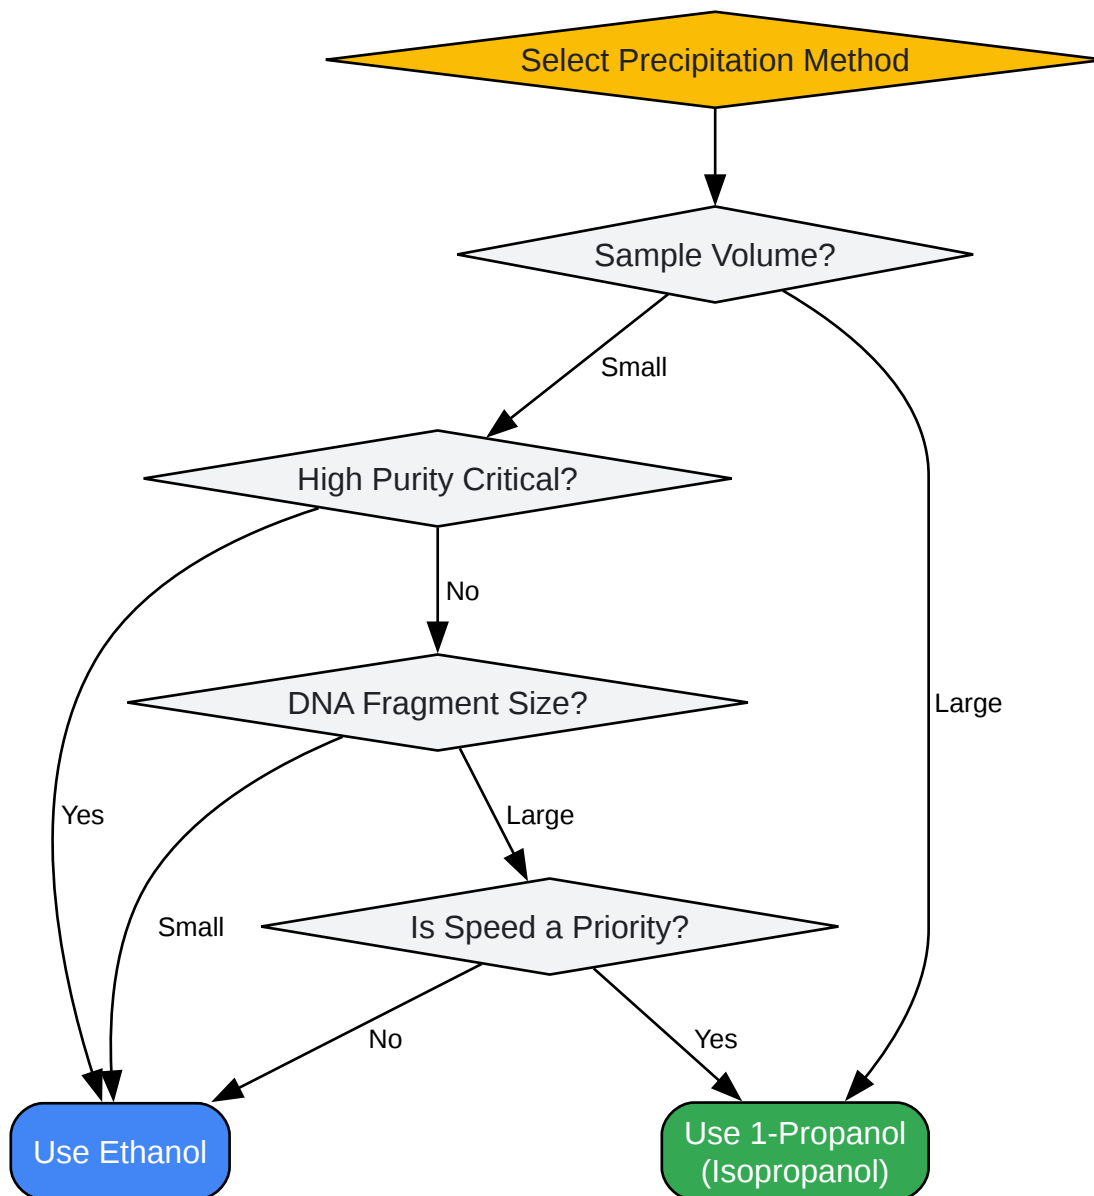 Select Precipitation Method
Sample Volume?
Small
High Purity Critical?
No
DNA Fragment Size?
Large
Yes
Large
Small
Is Speed a Priority?
No
Yes
Use Ethanol
Use 1-Propanol
(Isopropanol)